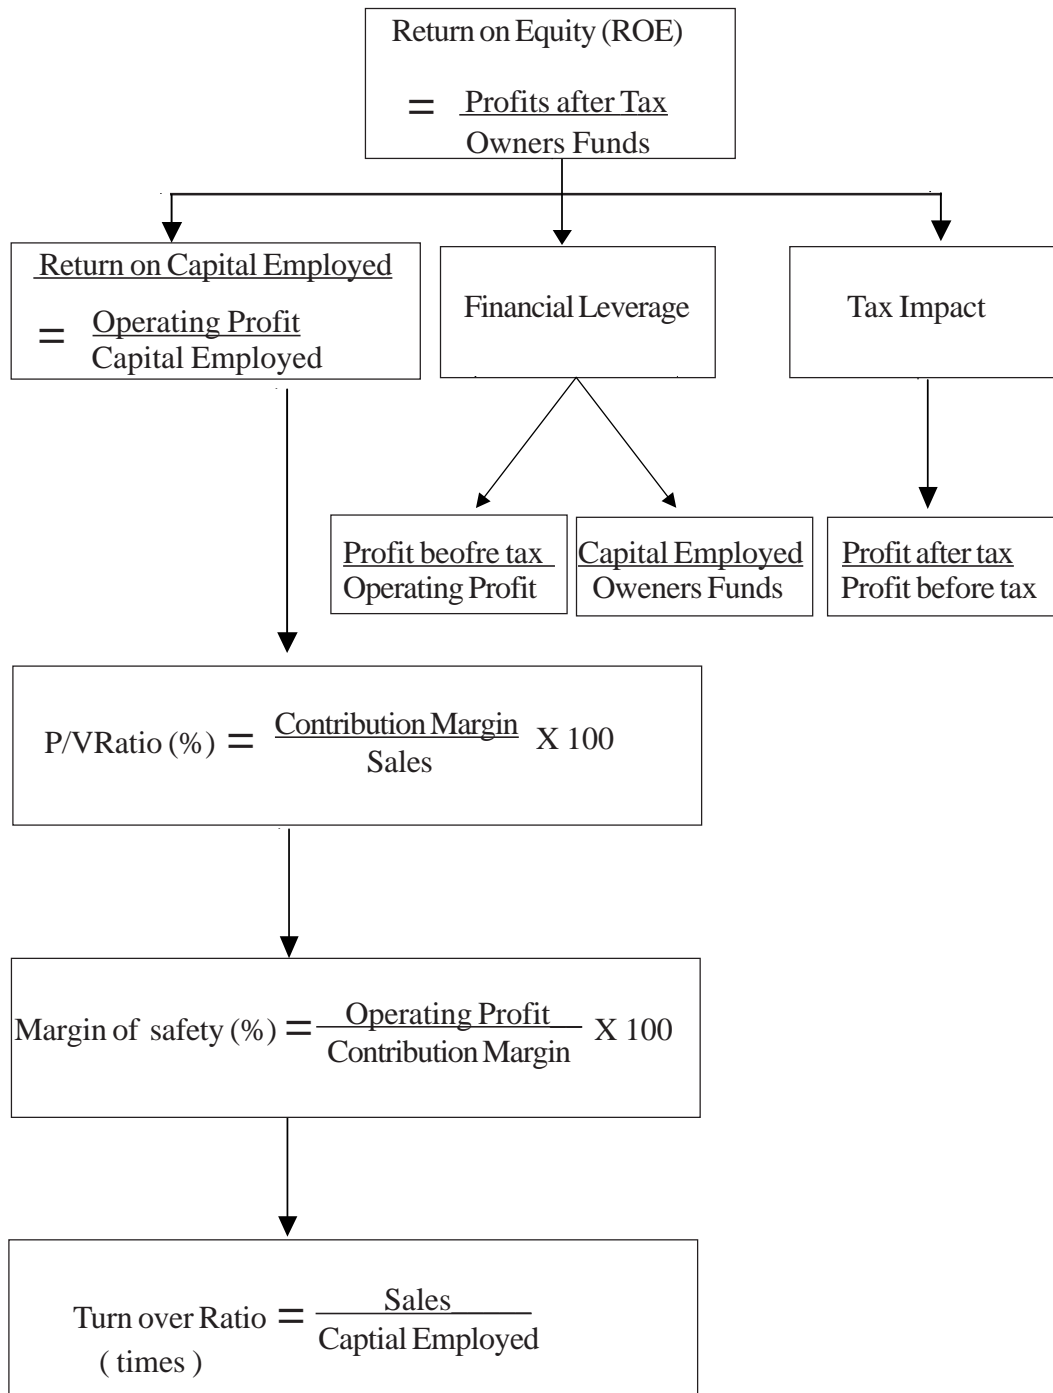 Return on Equity (ROE)
= Profits after Tax
Owners Funds
Return on Capital Employed
= Operating Profit
Capital Employed
Financial Leverage
Tax Impact
Profit beofre tax
Operating Profit
Capital Employed
Oweners Funds
Profit after tax
Profit before tax
P/VRatio (%) = Contribution Margin X 100
Sales
Margin of safety (%) = Operating Profit X 100
Contribution Margin
Turn over Ratio = Sales
( times ) Captial Employed